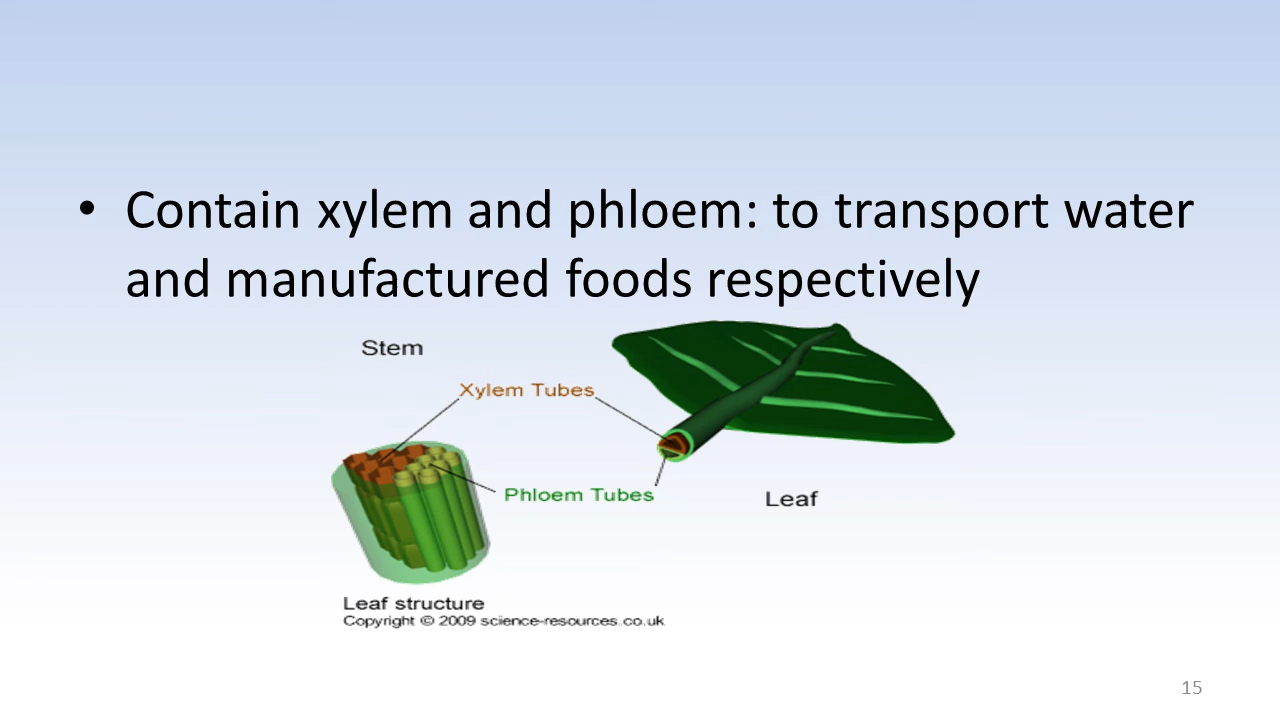 • Contain xylem and phloem: to transport water
and manufactured foods respectively
Stem
Xylem Tubes
Phloem Tubes
Leaf
Leaf structure
Copyright © 2009 science-resources.co.uk
15